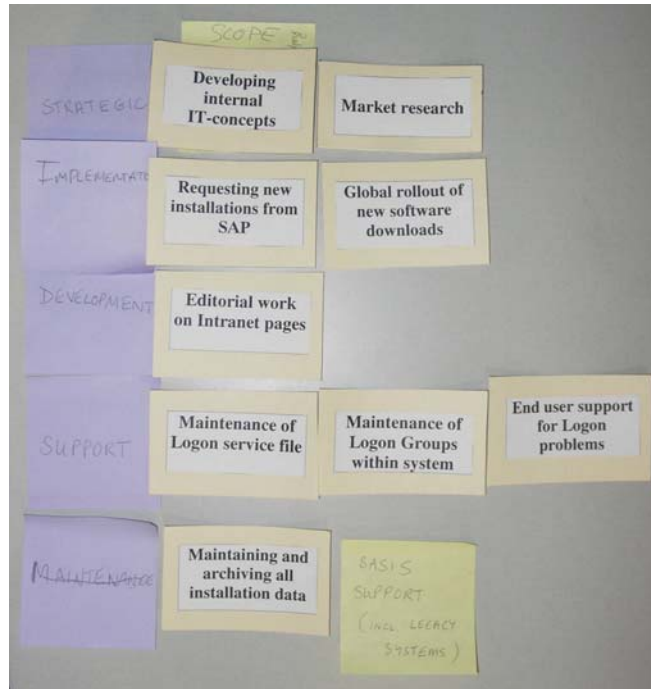 SCOPE
STRATEGIC
Developing
internal
IT-concepts
Market research
IMPLEMENTATIO
Requesting new
installations from
SAP
Global rollout of
new software
downloads
DEVELOPMENT
Editorial work
on Intranet pages
SUPPORT
Maintenance of
Logon service file
Maintenance of
Logon Groups
within system
End user support
for Logon
problems
MAINTENANCE
Maintaining and
archiving all
installation data
BASIS
SUPPORT
(INCL. LEGACY
SYSTEMS)